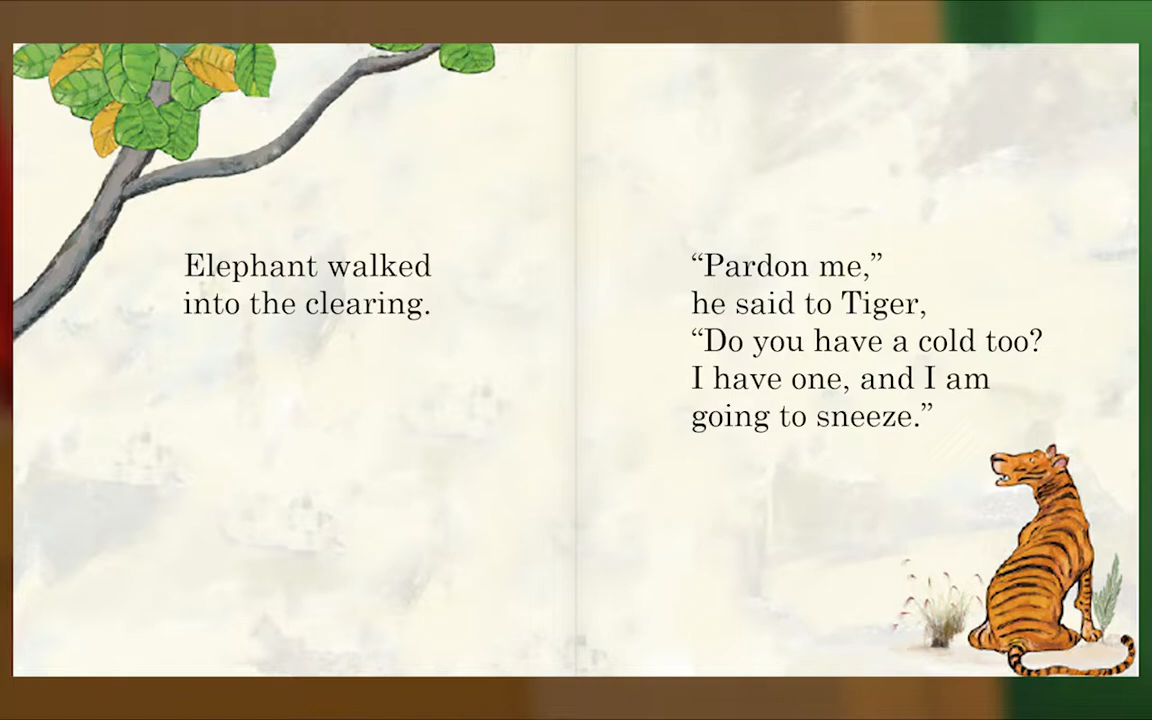 Elephant walked
into the clearing.
“Pardon me,”
he said to Tiger,
“Do you have a cold too?
I have one, and I am
going to sneeze.”